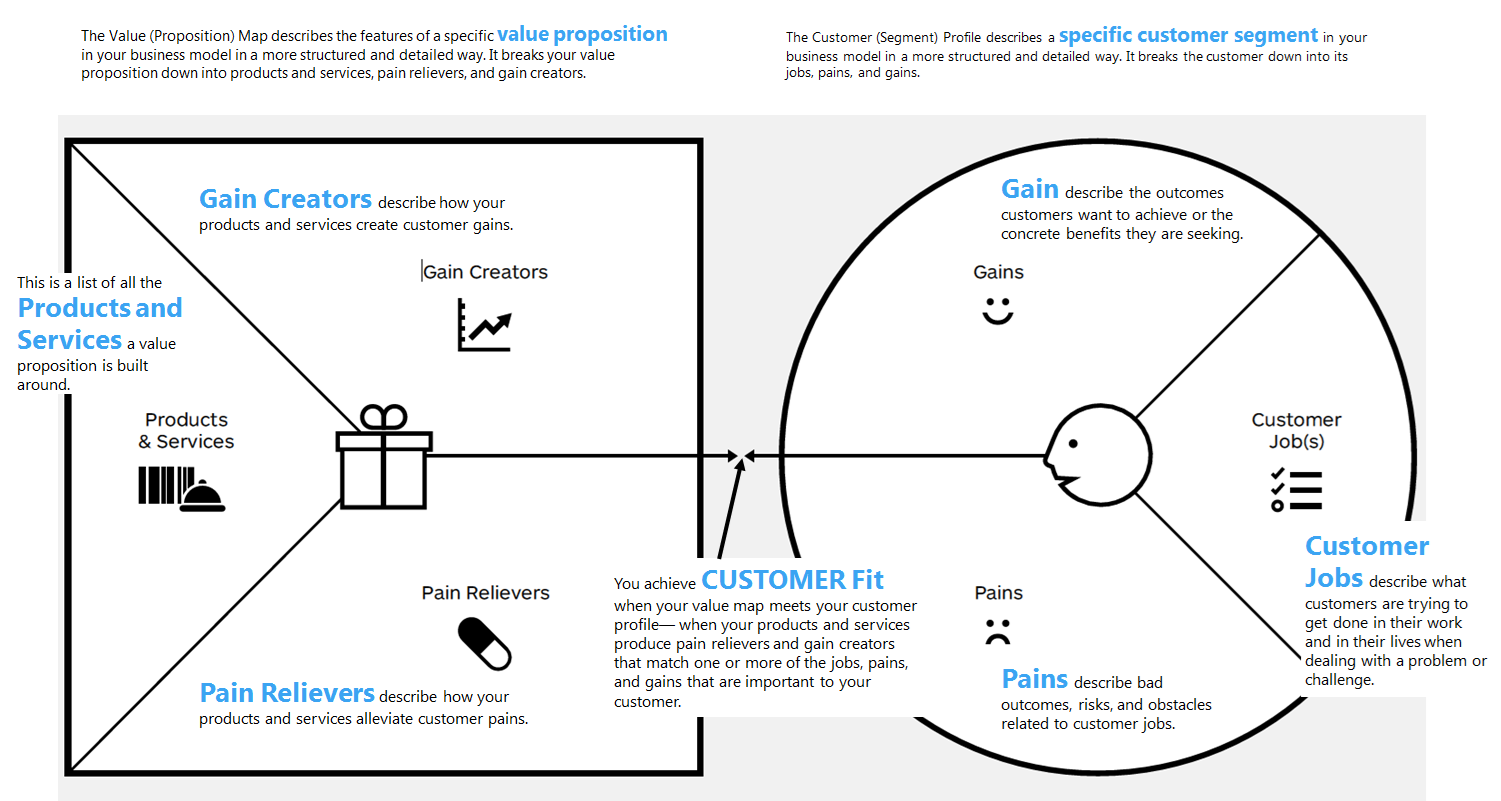 The Value (Proposition) Map describes the features of a specific value proposition
in your business model in a more structured and detailed way. It breaks your value
proposition down into products and services, pain relievers, and gain creators.
The Customer (Segment) Profile describes a specific customer segment in your
business model in a more structured and detailed way. It breaks the customer down into its
jobs, pains, and gains.
Gain Creators describe how your
products and services create customer gains.
Gain Creators
This is a list of all the
Products and
Services a value
proposition is built
around.
Products
& Services
Pain Relievers
Pain Relievers describe how your
products and services alleviate customer pains.
You achieve CUSTOMER Fit
when your value map meets your customer
profile— when your products and services
produce pain relievers and gain creators
that match one or more of the jobs, pains,
and gains that are important to your
customer.
Gain describe the outcomes
customers want to achieve or the
concrete benefits they are seeking.
Gains
Customer
Job(s)
Customer
Jobs describe what
customers are trying to
get done in their work
and in their lives when
dealing with a problem or
challenge.
Pains
Pains describe bad
outcomes, risks, and obstacles
related to customer jobs.